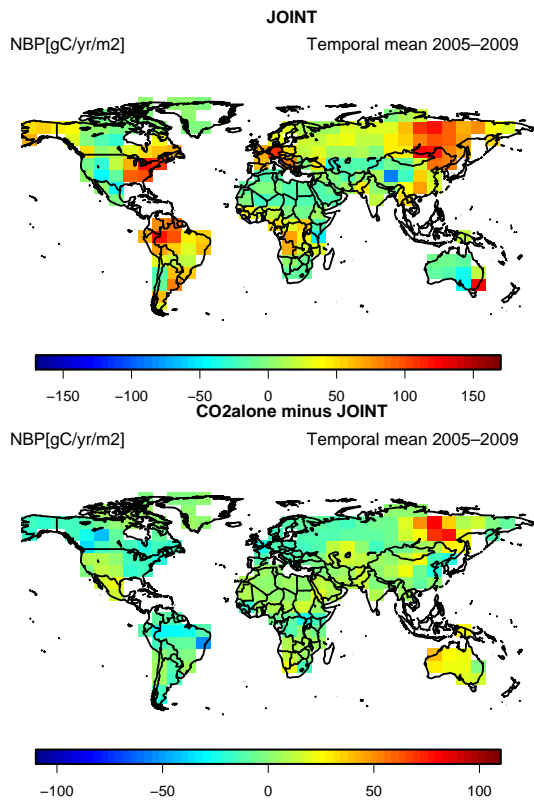 JOINT
NBP[gC/yr/m2] Temporal mean 2005–2009
−150 −100 −50 0 50 100 150
CO2alone minus JOINT
NBP[gC/yr/m2] Temporal mean 2005–2009
−100 −50 0 50 100